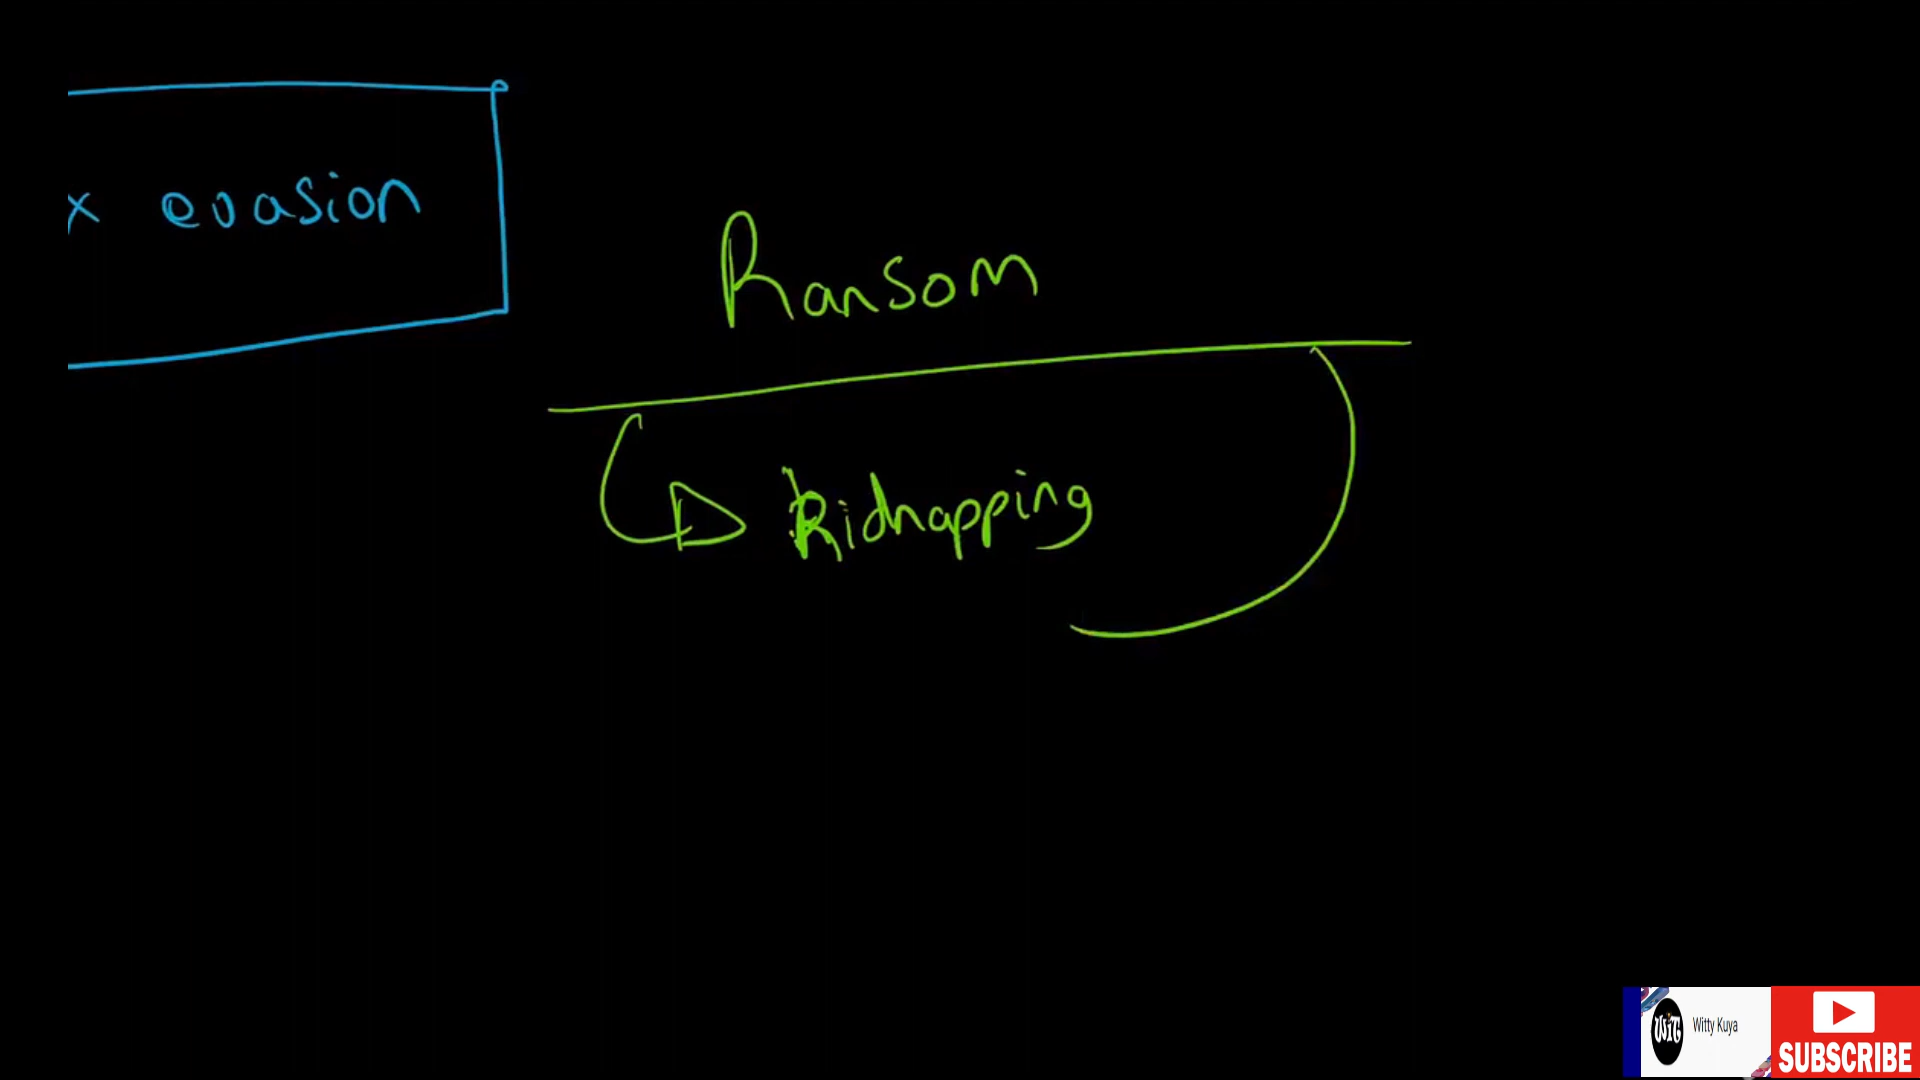 x evasion
Ransom
kidnapping
Witty Kuya
SUBSCRIBE